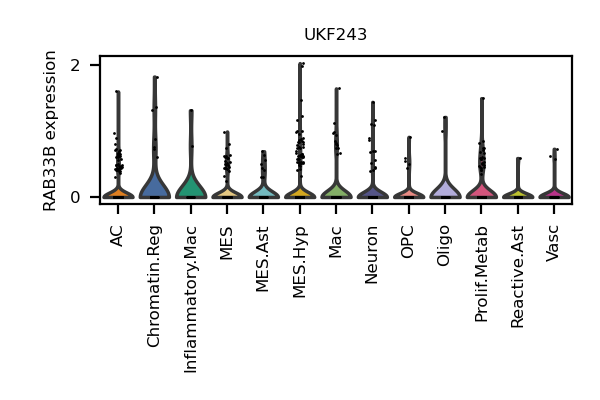 UKF243
RAB33B expression
2
0
AC
Chromatin.Reg
Inflammatory.Mac
MES
MES.Ast
MES.Hyp
Mac
Neuron
OPC
Oligo
Prolif.Metab
Reactive.Ast
Vasc